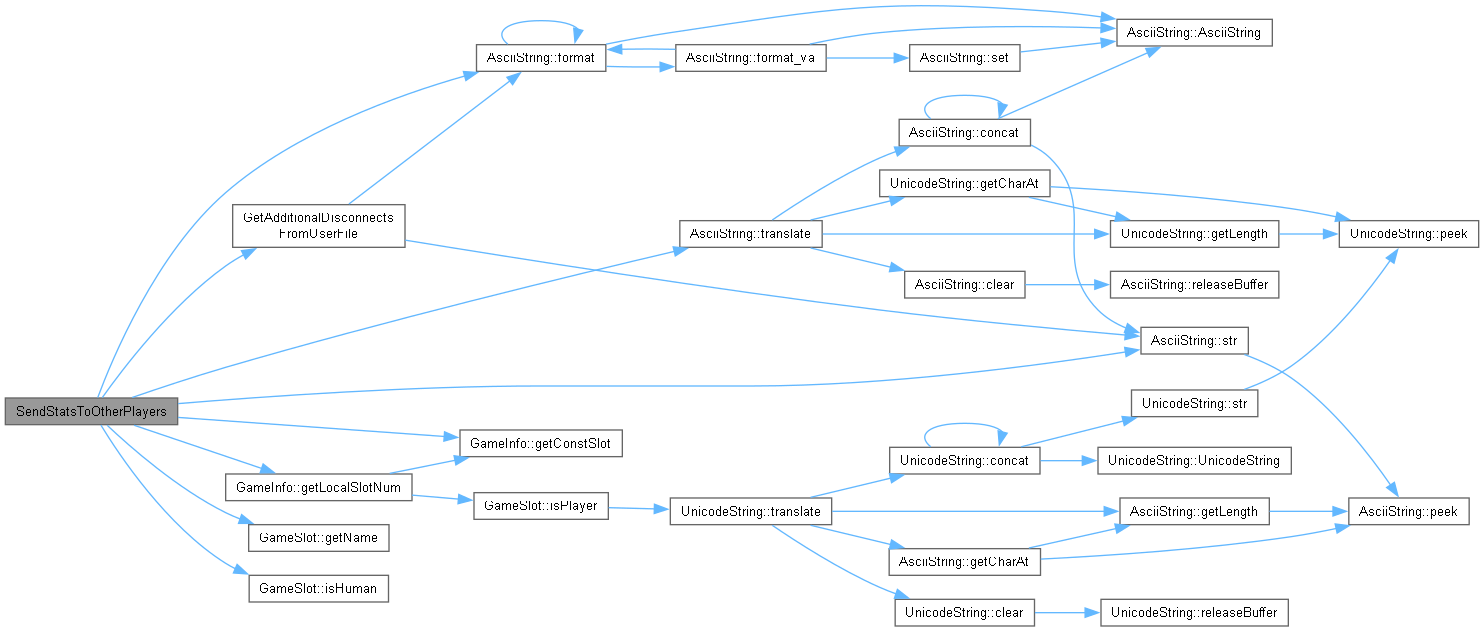 AsciiString::AsciiString
AsciiString::format
AsciiString::format_va
AsciiString::set
AsciiString::concat
UnicodeString::getCharAt
GetAdditionalDisconnects
FromUserFile
AsciiString::translate
UnicodeString::getLength
UnicodeString::peek
AsciiString::clear
AsciiString::releaseBuffer
AsciiString::str
UnicodeString::str
SendStatsToOtherPlayers
GameInfo::getConstSlot
UnicodeString::concat
UnicodeString::UnicodeString
GameInfo::getLocalSlotNum
GameSlot::isPlayer
UnicodeString::translate
AsciiString::getLength
AsciiString::peek
GameSlot::getName
AsciiString::getCharAt
GameSlot::isHuman
UnicodeString::clear
UnicodeString::releaseBuffer